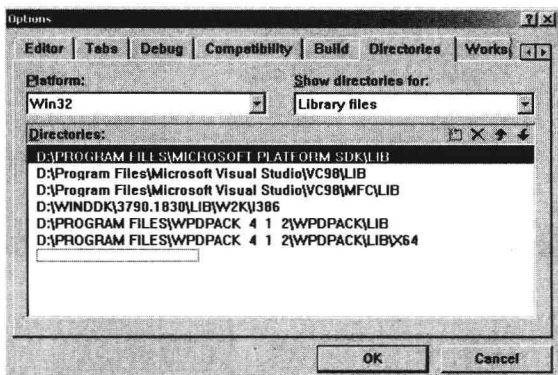 Options
Editor Tabs Debug Compatibility Build Directories Works
Platform: Show directories for:
Win32 Library files
Directories:
D:\PROGRAM FILES\MICROSOFT PLATFORM SDK\LIB
D:\Program Files\Microsoft Visual Studio\VC98\LIB
D:\Program Files\Microsoft Visual Studio\VC98\MFC\LIB
D:\WINDDK\3790.1830\LIB\W2K\I386
D:\PROGRAM FILES\WPDPACK 4 1 2\WPDPACK\LIB
D:\PROGRAM FILES\WPDPACK 4 1 2\WPDPACK\LIB\X64
OK Cancel